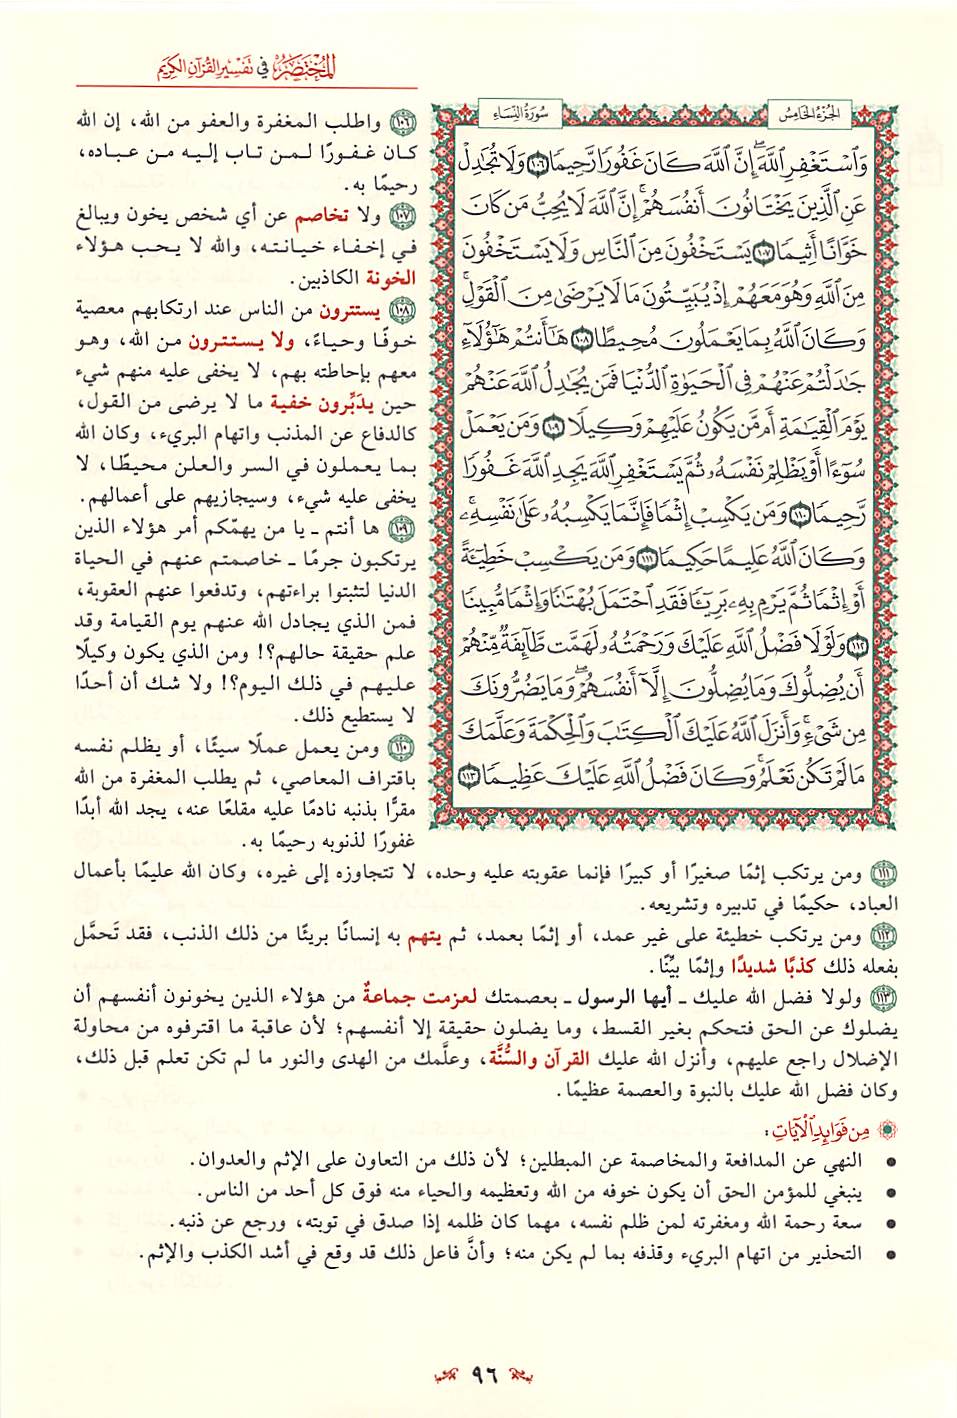 المختصر في تفسير القرآن الكريم
الجزء الخامس
سورة النساء
وَٱسْتَغْفِرِ ٱللَّهَۖ إِنَّ ٱللَّهَ كَانَ غَفُورًا رَّحِيمًا ١٠٦ وَلَا تُجَٰدِلْ
عَنِ ٱلَّذِينَ يَخْتَانُونَ أَنفُسَهُمْۚ إِنَّ ٱللَّهَ لَا يُحِبُّ مَن كَانَ
خَوَّانًا أَثِيمًا ١٠٧ يَسْتَخْفُونَ مِنَ ٱلنَّاسِ وَلَا يَسْتَخْفُونَ
مِنَ ٱللَّهِ وَهُوَ مَعَهُمْ إِذْ يُبَيِّتُونَ مَا لَا يَرْضَىٰ مِنَ ٱلْقَوْلِۚ
وَكَانَ ٱللَّهُ بِمَا يَعْمَلُونَ مُحِيطًا ١٠٨ هَٰٓأَنتُمْ هَٰٓؤُلَآءِ
جَٰدَلْتُمْ عَنْهُمْ فِى ٱلْحَيَوٰةِ ٱلدُّنْيَا فَمَن يُجَٰدِلُ ٱللَّهَ عَنْهُمْ
يَوْمَ ٱلْقِيَٰمَةِ أَم مَّن يَكُونُ عَلَيْهِمْ وَكِيلًا ١٠٩ وَمَن يَعْمَلْ
سُوٓءًا أَوْ يَظْلِمْ نَفْسَهُۥ ثُمَّ يَسْتَغْفِرِ ٱللَّهَ يَجِدِ ٱللَّهَ غَفُورًا
رَّحِيمًا ١١٠ وَمَن يَكْسِبْ إِثْمًا فَإِنَّمَا يَكْسِبُهُۥ عَلَىٰ نَفْسِهِۦۚ
وَكَانَ ٱللَّهُ عَلِيمًا حَكِيمًا ١١١ وَمَن يَكْسِبْ خَطِيٓـَٔةً
أَوْ إِثْمًا ثُمَّ يَرْمِ بِهِۦ بَرِيٓـًٔا فَقَدِ ٱحْتَمَلَ بُهْتَٰنًا وَإِثْمًا مُّبِينًا
١١٢ وَلَوْلَا فَضْلُ ٱللَّهِ عَلَيْكَ وَرَحْمَتُهُۥ لَهَمَّت طَّآئِفَةٌ مِّنْهُمْ
أَن يُضِلُّوكَ وَمَا يُضِلُّونَ إِلَّآ أَنفُسَهُمْۖ وَمَا يَضُرُّونَكَ
مِن شَىْءٍۚ وَأَنزَلَ ٱللَّهُ عَلَيْكَ ٱلْكِتَٰبَ وَٱلْحِكْمَةَ وَعَلَّمَكَ
مَا لَمْ تَكُن تَعْلَمُۚ وَكَانَ فَضْلُ ٱللَّهِ عَلَيْكَ عَظِيمًا ١١٣
١٠٦ واطلب المغفرة والعفو من الله، إن الله
كان غفورًا لمن تاب إليه من عباده،
رحيمًا به.
١٠٧ ولا تخاصم عن أي شخص يخون ويبالغ
في إخفاء خيانته، والله لا يحب هؤلاء
الخونة الكاذبين.
١٠٨ يستترون من الناس عند ارتكابهم معصية
خوفًا وحياءً، ولا يستترون من الله، وهو
معهم بإحاطته بهم، لا يخفى عليه منهم شيء
حين يدَبِّرون خفية ما لا يرضى من القول،
كالدفاع عن المذنب واتهام البريء، وكان الله
بما يعملون في السر والعلن محيطًا، لا
يخفى عليه شيء، وسيجازيهم على أعمالهم.
١٠٩ ها أنتم - يا من يهمّكم أمر هؤلاء الذين
يرتكبون جرمًا - خاصمتم عنهم في الحياة
الدنيا لتثبتوا براءتهم، وتدفعوا عنهم العقوبة،
فمن الذي يجادل الله عنهم يوم القيامة وقد
علم حقيقة حالهم؟! ومن الذي يكون وكيلًا
عليهم في ذلك اليوم؟! ولا شك أن أحدًا
لا يستطيع ذلك.
١١٠ ومن يعمل عملًا سيئًا، أو يظلم نفسه
باقتراف المعاصي، ثم يطلب المغفرة من الله
مقرًّا بذنبه نادمًا عليه مقلعًا عنه، يجد الله أبدًا
غفورًا لذنوبه رحيمًا به.
١١١ ومن يرتكب إثمًا صغيرًا أو كبيرًا فإنما عقوبته عليه وحده، لا تتجاوزه إلى غيره، وكان الله عليمًا بأعمال
العباد، حكيمًا في تدبيره وتشريعه.
١١٢ ومن يرتكب خطيئة على غير عمد، أو إثمًا بعمد، ثم يتهم به إنسانًا بريئًا من ذلك الذنب، فقد تَحمَّل
بفعله ذلك كذبًا شديدًا وإثمًا بيِّنًا.
١١٣ ولولا فضل الله عليك - أيها الرسول - بعصمتك لعزمت جماعةٌ من هؤلاء الذين يخونون أنفسهم أن
يضلوك عن الحق فتحكم بغير القسط، وما يضلون حقيقة إلا أنفسهم؛ لأن عاقبة ما اقترفوه من محاولة
الإضلال راجع عليهم، وأنزل الله عليك القرآن والسُّنَّة، وعلَّمك من الهدى والنور ما لم تكن تعلم قبل ذلك،
وكان فضل الله عليك بالنبوة والعصمة عظيمًا.
من فوائد الآيات:
• النهي عن المدافعة والمخاصمة عن المبطلين؛ لأن ذلك من التعاون على الإثم والعدوان.
• ينبغي للمؤمن الحق أن يكون خوفه من الله وتعظيمه والحياء منه فوق كل أحد من الناس.
• سعة رحمة الله ومغفرته لمن ظلم نفسه، مهما كان ظلمه إذا صدق في توبته، ورجع عن ذنبه.
• التحذير من اتهام البريء وقذفه بما لم يكن منه؛ وأنَّ فاعل ذلك قد وقع في أشد الكذب والإثم.
٩٦